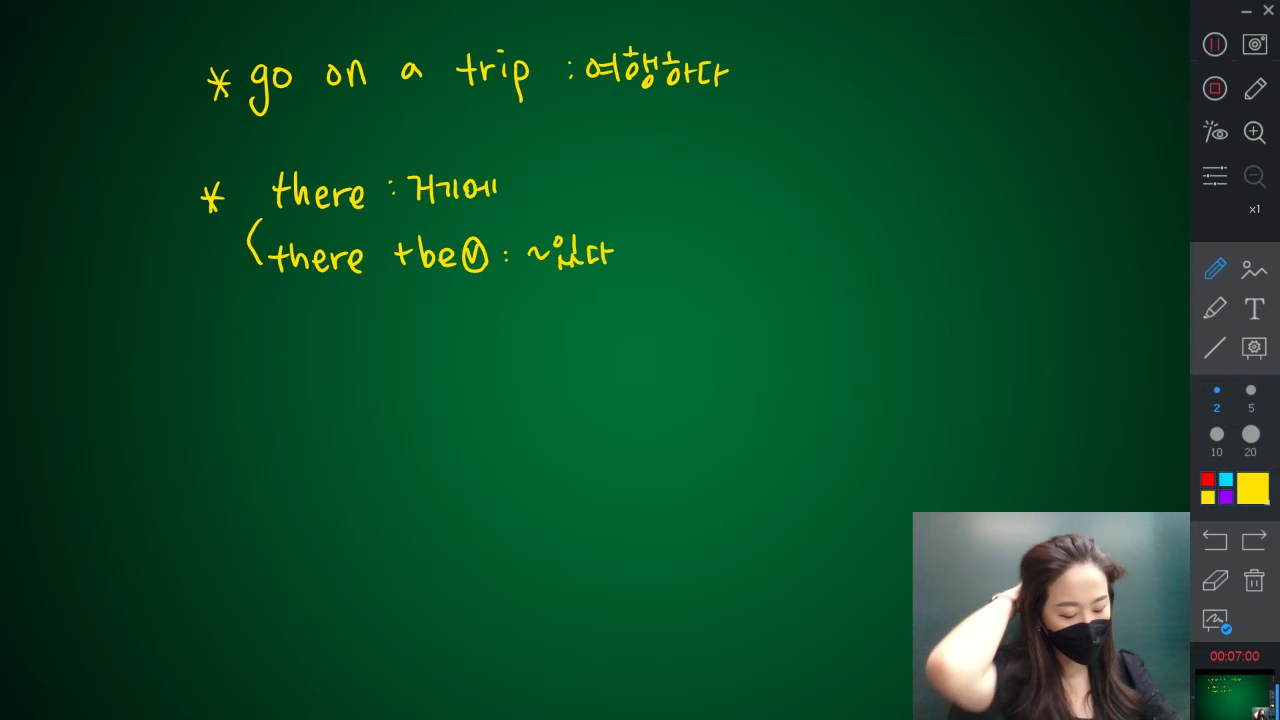 * go on a trip : 여행하다
* there : 거기에
there + be ⓥ : ~있다
x1
T
2 5
10 20
00:07:00